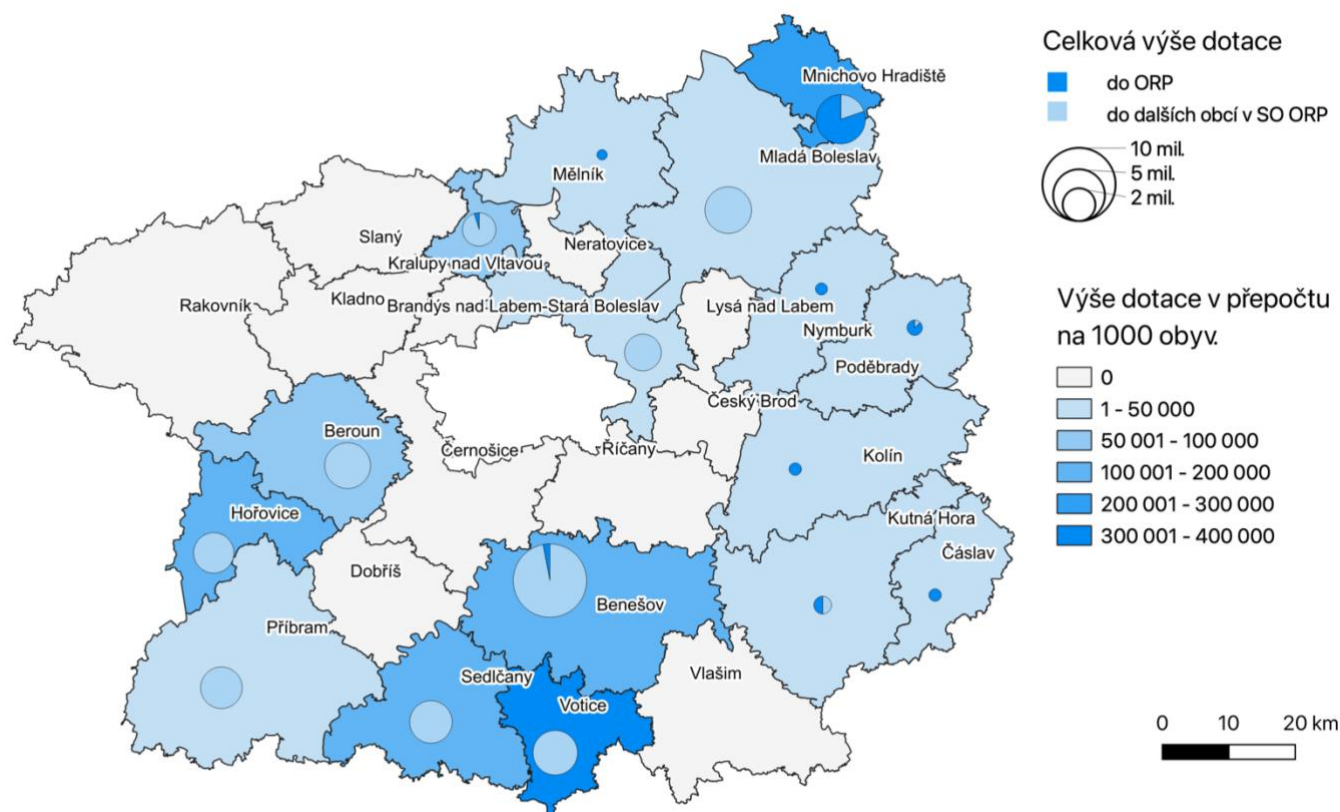 Mnichovo Hradiště
Mladá Boleslav
Mělník
Slaný
Neratovice
Kralupy nad Vltavou
Rakovník
Kladno
Brandýs nad Labem-Stará Boleslav
Lysá nad Labem
Nymburk
Poděbrady
Český Brod
Beroun
Černošice
Říčany
Kolín
Hořovice
Kutná Hora
Čáslav
Dobříš
Benešov
Příbram
Vlašim
Sedlčany
Votice
Celková výše dotace
do ORP
do dalších obcí v SO ORP
10 mil.
5 mil.
2 mil.
Výše dotace v přepočtu
na 1000 obyv.
0
1 - 50 000
50 001 - 100 000
100 001 - 200 000
200 001 - 300 000
300 001 - 400 000
0 10 20 km